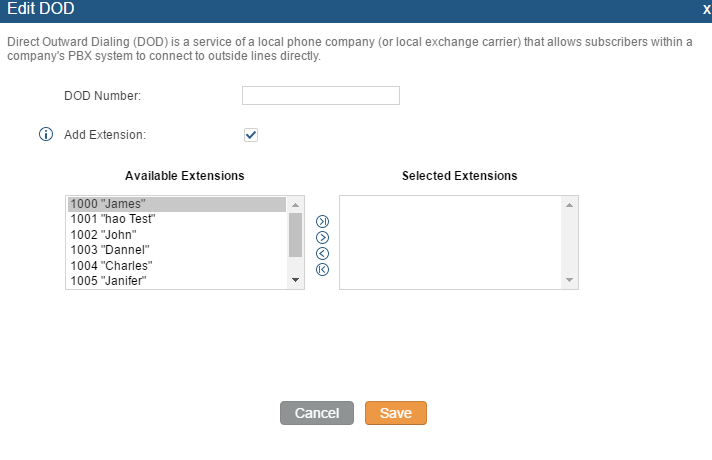 Edit DOD X
Direct Outward Dialing (DOD) is a service of a local phone company (or local exchange carrier) that allows subscribers within a
company's PBX system to connect to outside lines directly.
DOD Number:
Add Extension:
Available Extensions Selected Extensions
1000 "James"
1001 "hao Test"
1002 "John"
1003 "Dannel"
1004 "Charles"
1005 "Janifer"
Cancel Save